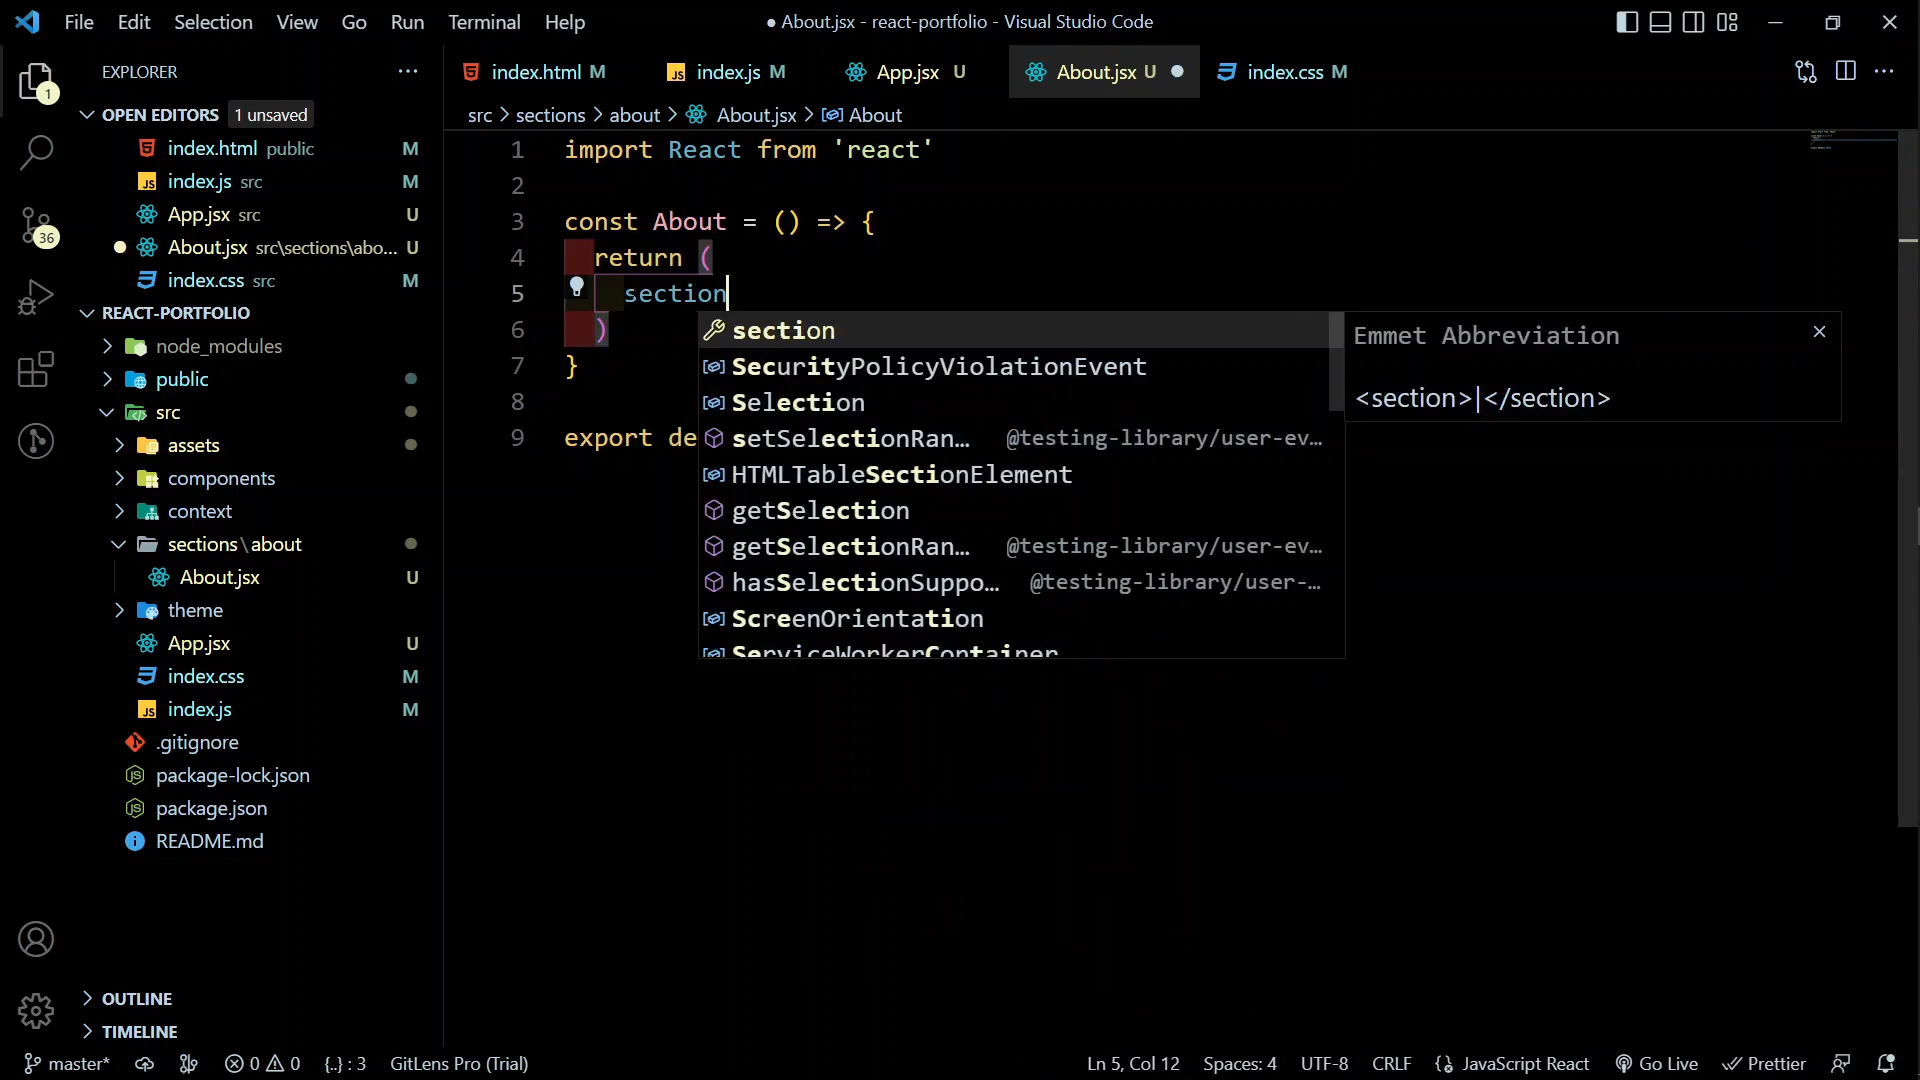 File Edit Selection View Go Run Terminal Help
● About.jsx - react-portfolio - Visual Studio Code
EXPLORER
1
36
OPEN EDITORS 1 unsaved
index.html public M
index.js src M
App.jsx src U
About.jsx src\sections\abo... U
index.css src M
REACT-PORTFOLIO
node_modules
public
src
assets
components
context
sections\about
About.jsx U
theme
App.jsx U
index.css M
index.js M
.gitignore
package-lock.json
package.json
README.md
OUTLINE
TIMELINE
index.html M index.js M App.jsx U About.jsx U index.css M
src > sections > about > About.jsx > About
1 import React from 'react'
2
3 const About = () => {
4 return (
5 section
6 )
7 }
8
9 export de
section
SecurityPolicyViolationEvent
Selection
setSelectionRan... @testing-library/user-ev...
HTMLTableSectionElement
getSelection
getSelectionRan... @testing-library/user-ev...
hasSelectionSuppo... @testing-library/user-...
ScreenOrientation
ServiceWorkerContainer
Emmet Abbreviation
<section>|</section>
master* 0 0 {..} : 3 GitLens Pro (Trial) Ln 5, Col 12 Spaces: 4 UTF-8 CRLF JavaScript React Go Live Prettier